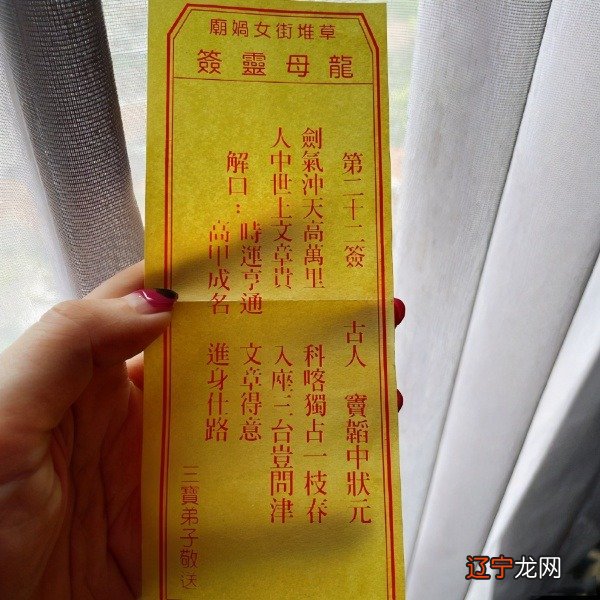 草堆街女媧廟
龍母靈簽
第二十二簽 古人 竇韜中狀元
劍氣沖天高萬里 科喀獨占一枝春
人中世上文章貴 入座三台豈問津
解曰：時運亨通 文章得意
高甲成名 進身仕路
三寶弟子敬送
辽宁龙网